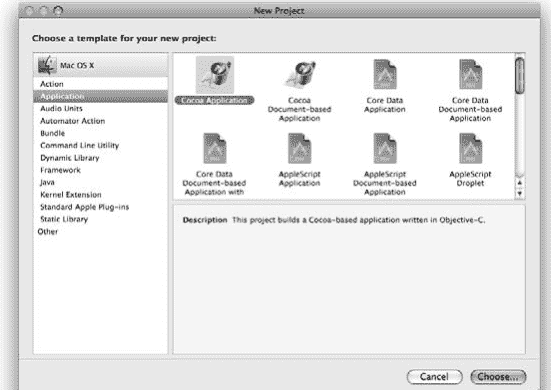 New Project
Choose a template for your new project:
Mac OS X
Action
Application
Audio Units
Automator Action
Bundle
Command Line Utility
Dynamic Library
Framework
Java
Kernel Extension
Standard Apple Plug-ins
Static Library
Other
Cocoa Application
Cocoa
Document-based
Application
Core Data
Application
Core Data
Document-based
Application
Core Data
Document-based
Application with
AppleScript
Application
AppleScript
Document-based
Application
AppleScript
Droplet
Description This project builds a Cocoa-based application written in Objective-C.
Cancel
Choose...